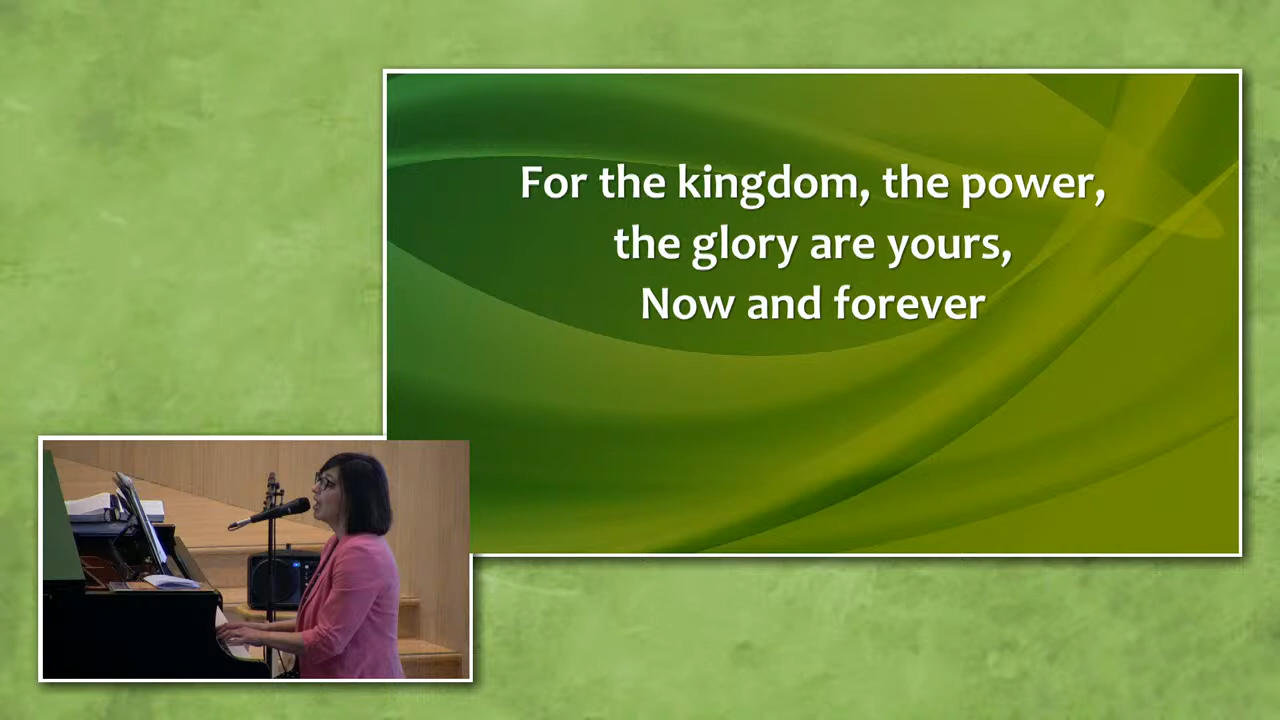 For the kingdom, the power,
the glory are yours,
Now and forever